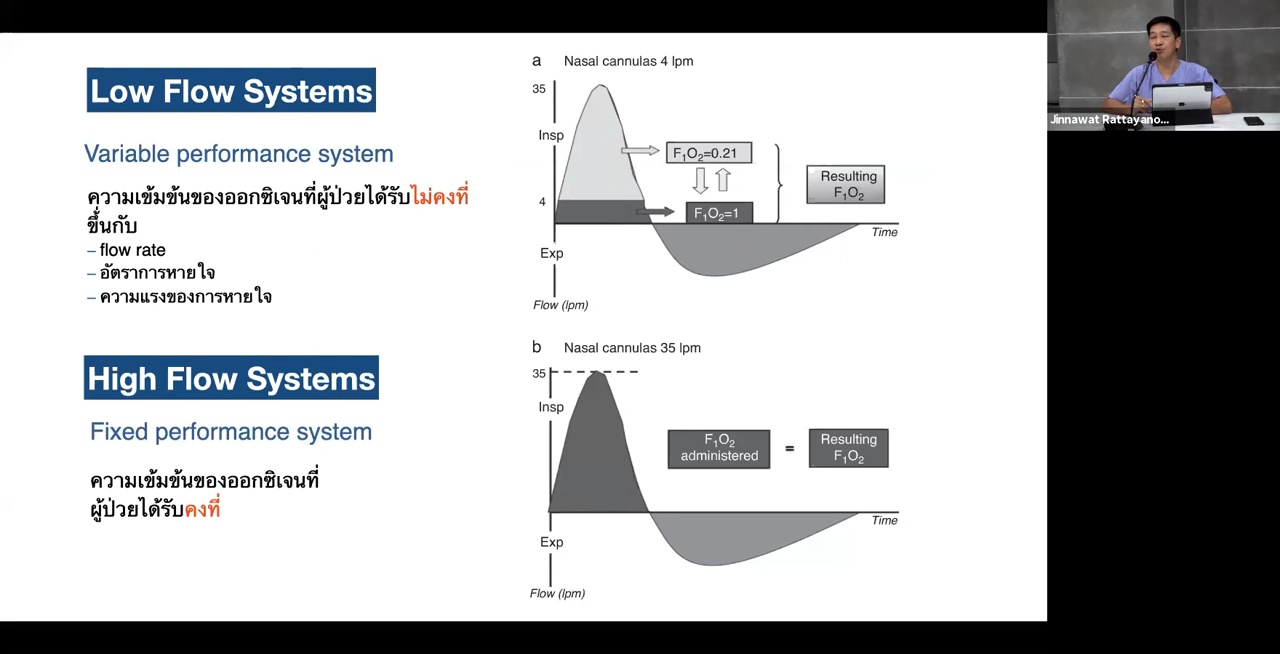 Low Flow Systems
Variable performance system
ความเข้มข้นของออกซิเจนที่ผู้ป่วยได้รับไม่คงที่
ขึ้นกับ
– flow rate
– อัตราการหายใจ
– ความแรงของการหายใจ
High Flow Systems
Fixed performance system
ความเข้มข้นของออกซิเจนที่
ผู้ป่วยได้รับคงที่
a Nasal cannulas 4 lpm
35
Insp
4
Exp
Flow (lpm)
FIO2=0.21
FIO2=1
Resulting
FIO2
Time
b Nasal cannulas 35 lpm
35
Insp
Exp
Flow (lpm)
FIO2
administered
=
Resulting
FIO2
Time
Jinnawat Rattayano...